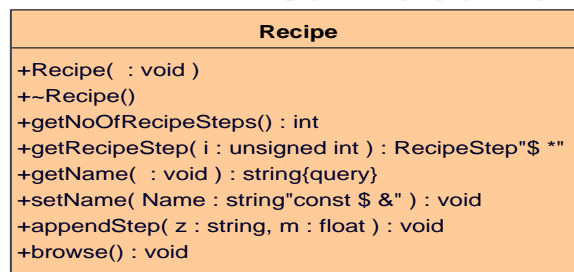 Recipe
+Recipe( : void )
+~Recipe()
+getNoOfRecipeSteps() : int
+getRecipeStep( i : unsigned int ) : RecipeStep"$ *"
+getName( : void ) : string{query}
+setName( Name : string"const $ &" ) : void
+appendStep( z : string, m : float ) : void
+browse() : void